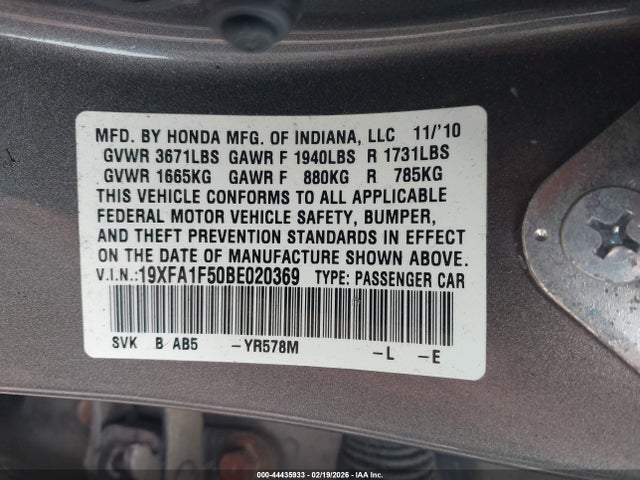 MFD. BY HONDA MFG. OF INDIANA, LLC 11/'10
GVWR 3671LBS GAWR F 1940LBS R 1731LBS
GVWR 1665KG GAWR F 880KG R 785KG
THIS VEHICLE CONFORMS TO ALL APPLICABLE
FEDERAL MOTOR VEHICLE SAFETY, BUMPER,
AND THEFT PREVENTION STANDARDS IN EFFECT
ON THE DATE OF MANUFACTURE SHOWN ABOVE.
V.I.N.:19XFA1F50BE020369 TYPE: PASSENGER CAR
SVK B AB5 -YR578M -L -E
000-44435933 - 02/19/2026 - IAA Inc.